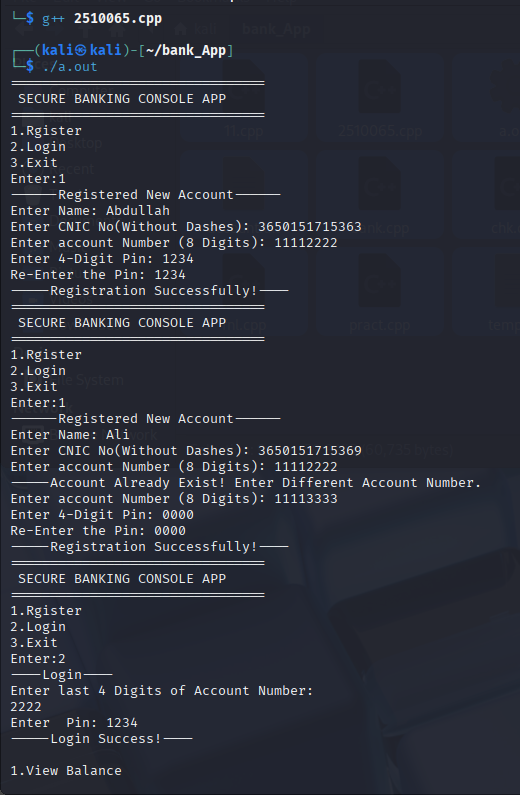 └─$ g++ 2510065.cpp
┌──(kali㉿kali)-[~/bank_App]
└─$ ./a.out
================================
 SECURE BANKING CONSOLE APP
================================
1.Rgister
2.Login
3.Exit
Enter:1
------Registered New Account------
Enter Name: Abdullah
Enter CNIC No(Without Dashes): 3650151715363
Enter account Number (8 Digits): 11112222
Enter 4-Digit Pin: 1234
Re-Enter the Pin: 1234
-----Registration Successfully!----
================================
 SECURE BANKING CONSOLE APP
================================
1.Rgister
2.Login
3.Exit
Enter:1
------Registered New Account------
Enter Name: Ali
Enter CNIC No(Without Dashes): 3650151715369
Enter account Number (8 Digits): 11112222
-----Account Already Exist! Enter Different Account Number.
Enter account Number (8 Digits): 11113333
Enter 4-Digit Pin: 0000
Re-Enter the Pin: 0000
-----Registration Successfully!----
================================
 SECURE BANKING CONSOLE APP
================================
1.Rgister
2.Login
3.Exit
Enter:2
----Login----
Enter last 4 Digits of Account Number:
2222
Enter  Pin: 1234
-----Login Success!----
1.View Balance